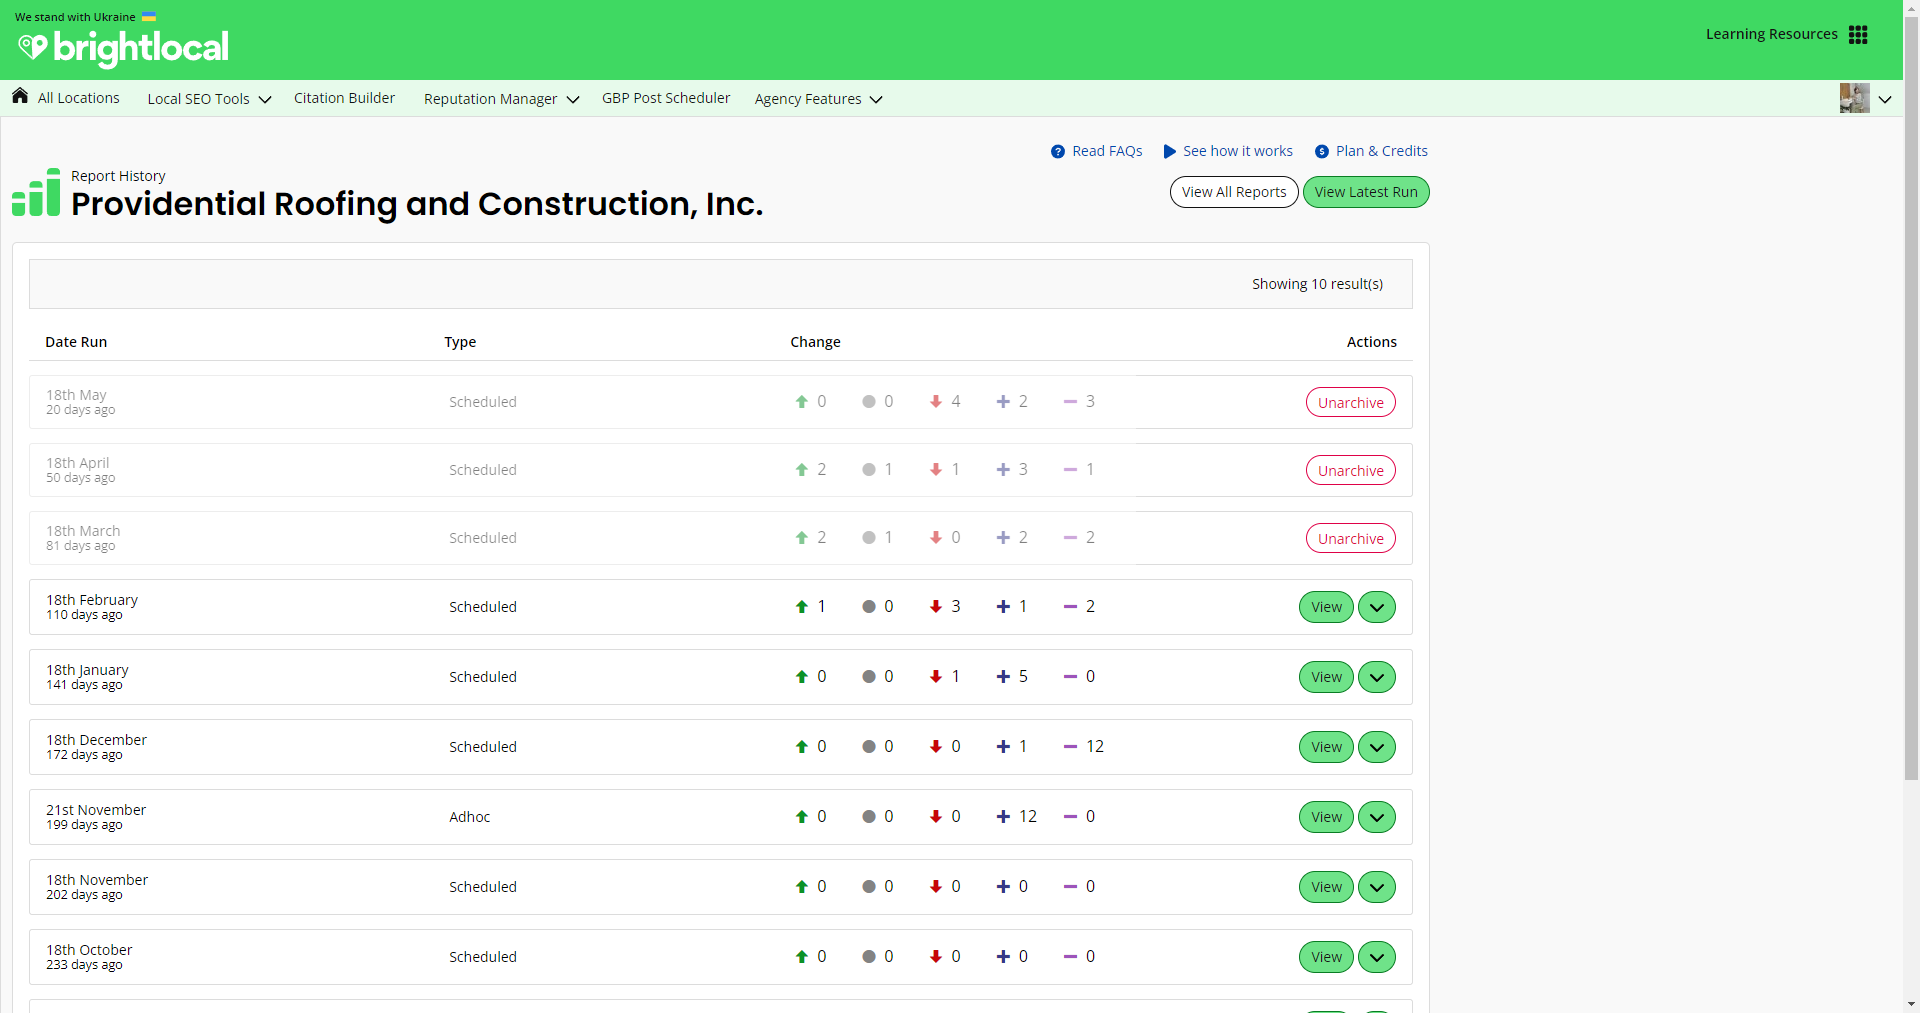 We stand with Ukraine
brightlocal
Learning Resources
All Locations Local SEO Tools Citation Builder Reputation Manager GBP Post Scheduler Agency Features
Read FAQs See how it works Plan & Credits
Report History
Providential Roofing and Construction, Inc.
View All Reports View Latest Run
Showing 10 result(s)
Date Run Type Change Actions
18th May
20 days ago
Scheduled 0 0 4 2 3 Unarchive
18th April
50 days ago
Scheduled 2 1 1 3 1 Unarchive
18th March
81 days ago
Scheduled 2 1 0 2 2 Unarchive
18th February
110 days ago
Scheduled 1 0 3 1 2 View
18th January
141 days ago
Scheduled 0 0 1 5 0 View
18th December
172 days ago
Scheduled 0 0 0 1 12 View
21st November
199 days ago
Adhoc 0 0 0 12 0 View
18th November
202 days ago
Scheduled 0 0 0 0 0 View
18th October
233 days ago
Scheduled 0 0 0 0 0 View